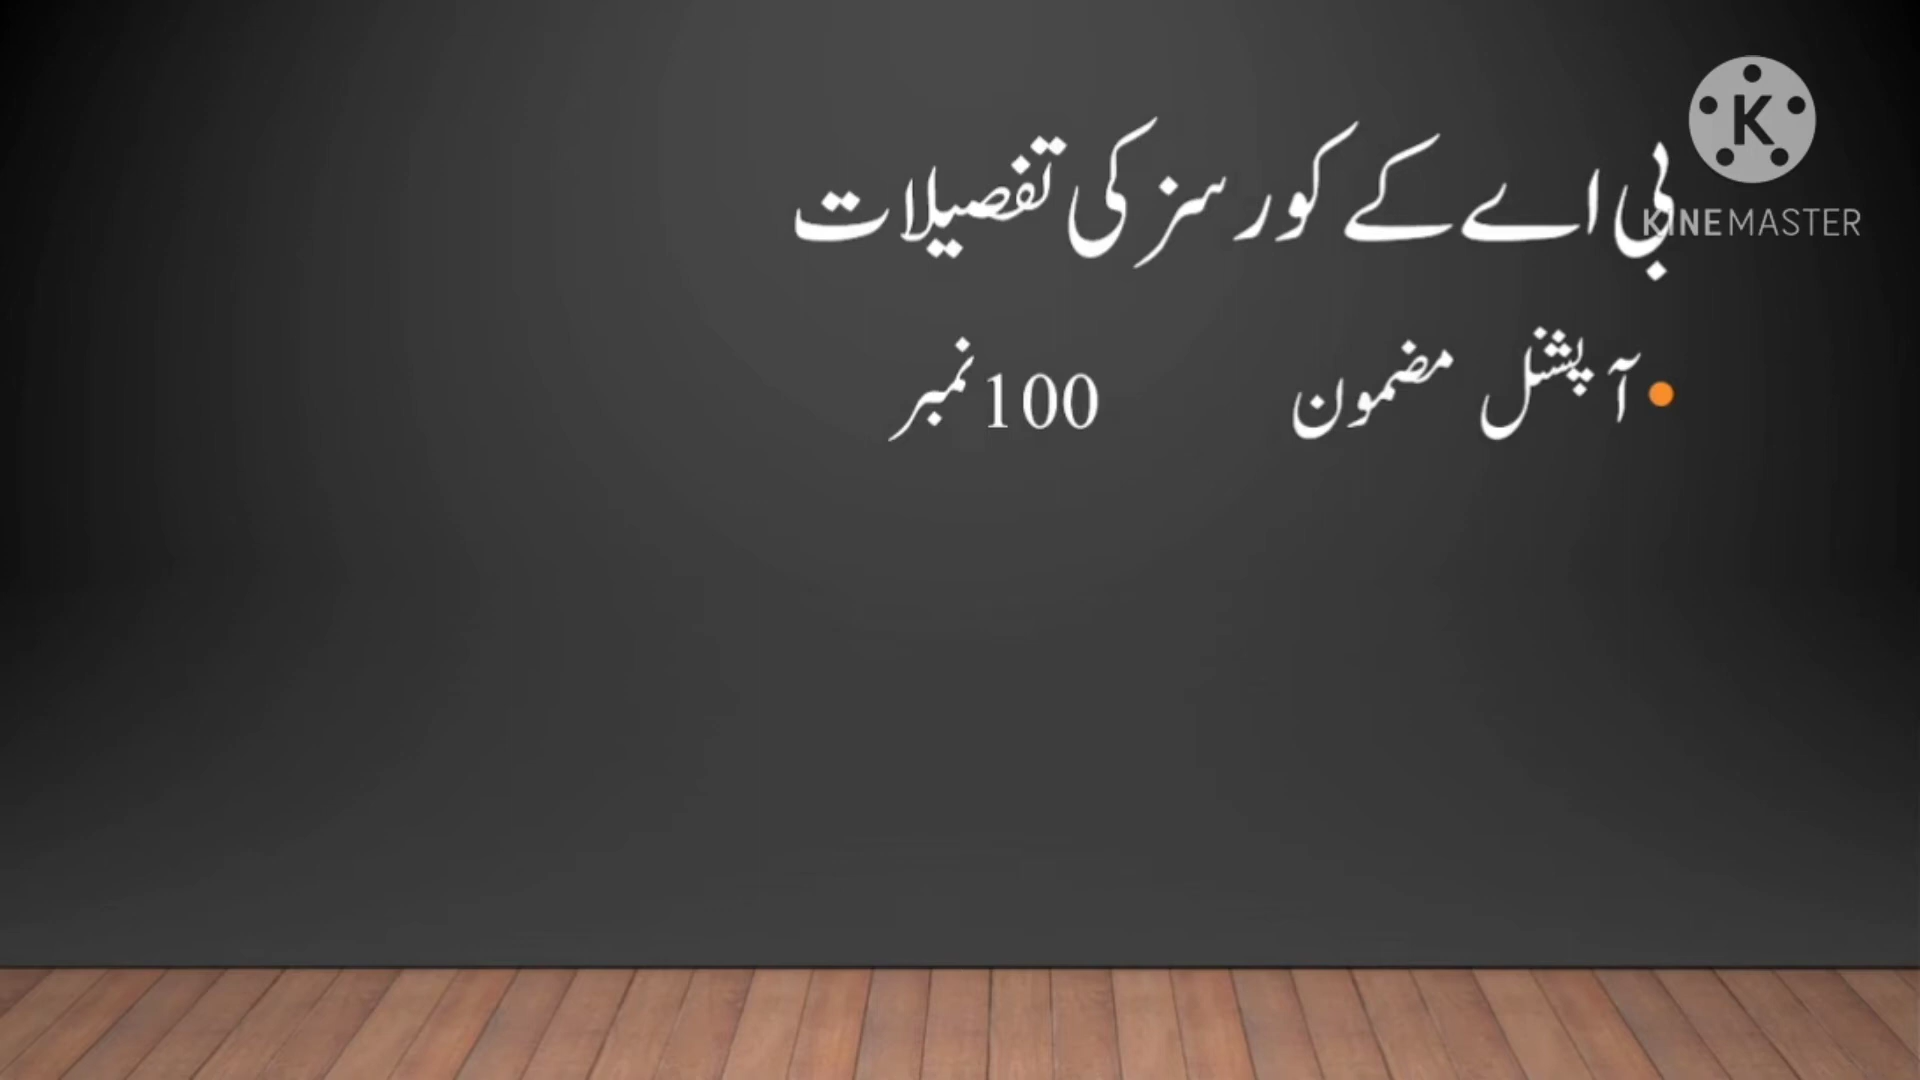 K
KINEMASTER
بی اے کے کورسز کی تفصیلات
آپشنل مضمون 100 نمبر